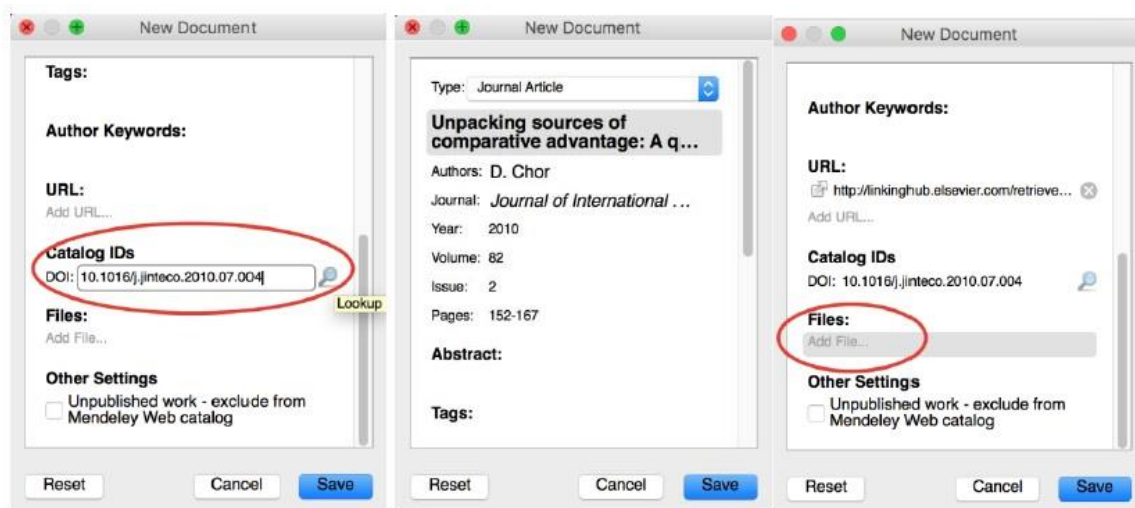 New Document
Tags:
Author Keywords:
URL:
Add URL...
Catalog IDs
DOI: 10.1016/j.jinteco.2010.07.004
Lookup
Files:
Add File...
Other Settings
Unpublished work - exclude from
Mendeley Web catalog
Reset Cancel Save
New Document
Type: Journal Article
Unpacking sources of
comparative advantage: A q...
Authors: D. Chor
Journal: Journal of International ...
Year: 2010
Volume: 82
Issue: 2
Pages: 152-167
Abstract:
Tags:
Reset Cancel Save
New Document
Author Keywords:
URL:
http://linkinghub.elsevier.com/retrieve...
Add URL...
Catalog IDs
DOI: 10.1016/j.jinteco.2010.07.004
Files:
Add File...
Other Settings
Unpublished work - exclude from
Mendeley Web catalog
Reset Cancel Save